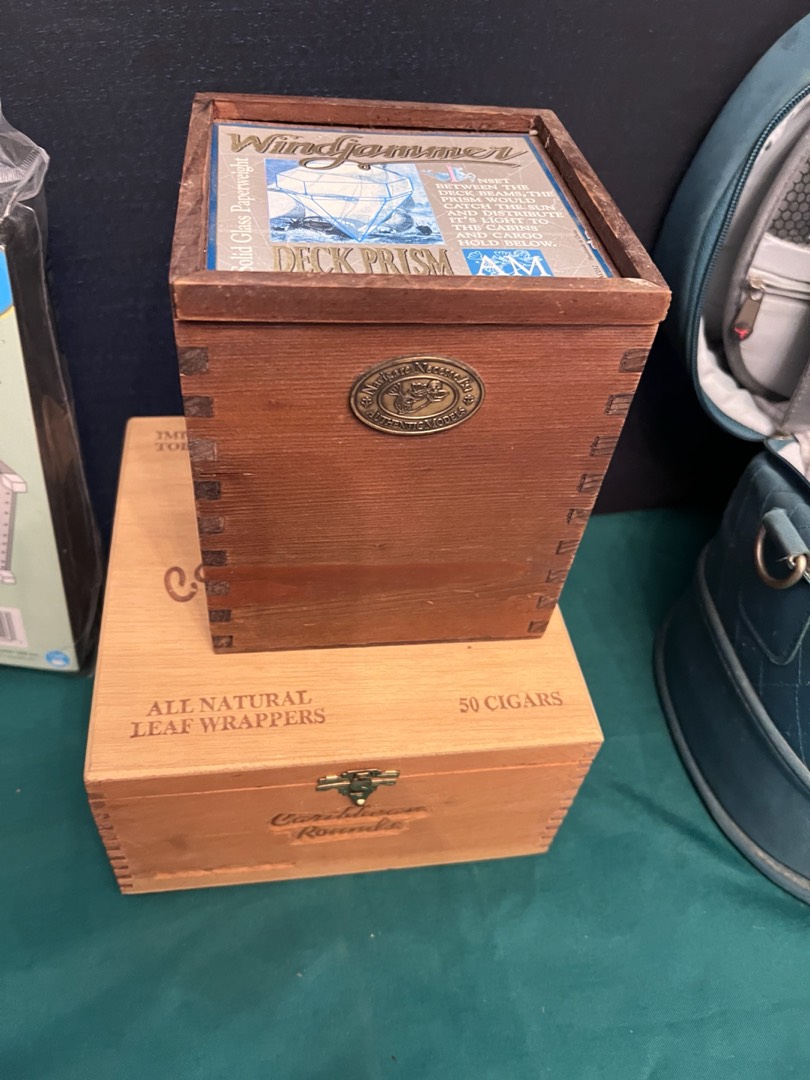 Windjammer
Solid Glass Paperweight
INSET
BETWEEN THE
DECK BEAMS, THE
PRISM WOULD
CATCH THE SUN
AND DISTRIBUTE
IT'S LIGHT TO
THE CABINS
AND CARGO
HOLD BELOW.
DECK PRISM
AM
AUTHENTIC MODELS
ALL NATURAL
LEAF WRAPPERS
50 CIGARS
Caribbean
Rounds